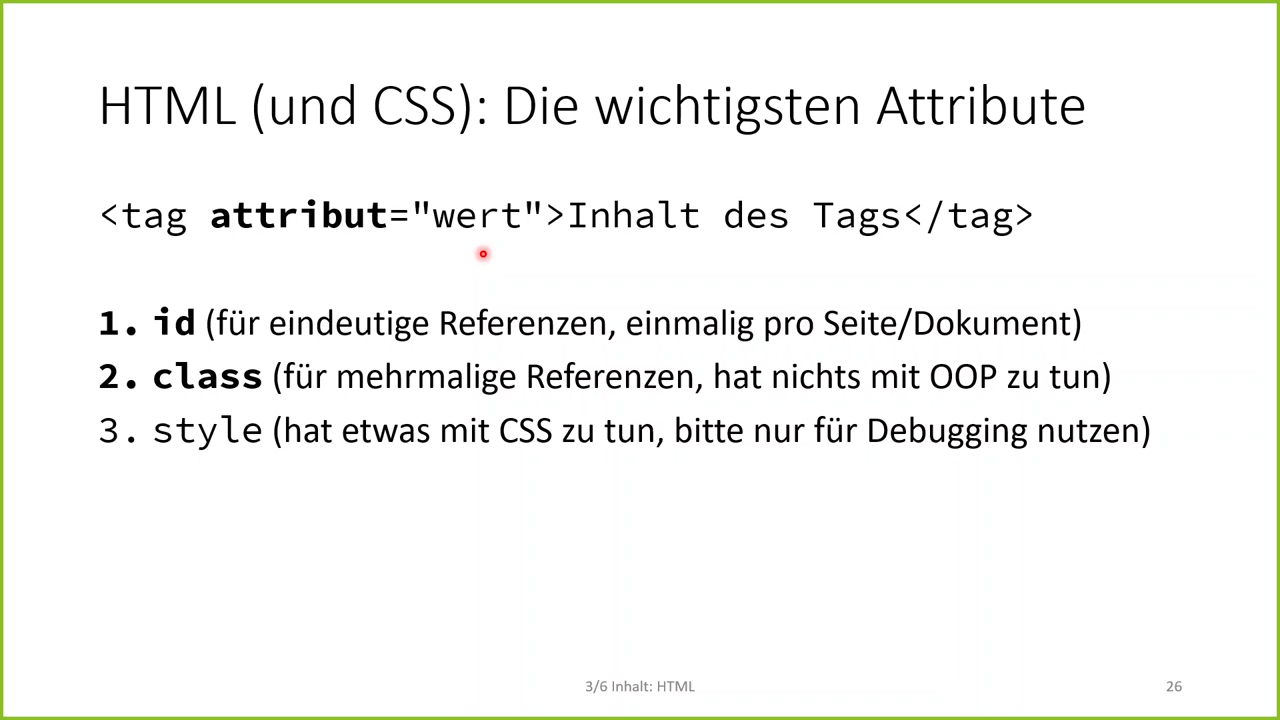 HTML (und CSS): Die wichtigsten Attribute
<tag attribut="wert">Inhalt des Tags</tag>
1. id (für eindeutige Referenzen, einmalig pro Seite/Dokument)
2. class (für mehrmalige Referenzen, hat nichts mit OOP zu tun)
3. style (hat etwas mit CSS zu tun, bitte nur für Debugging nutzen)
3/6 Inhalt: HTML
26